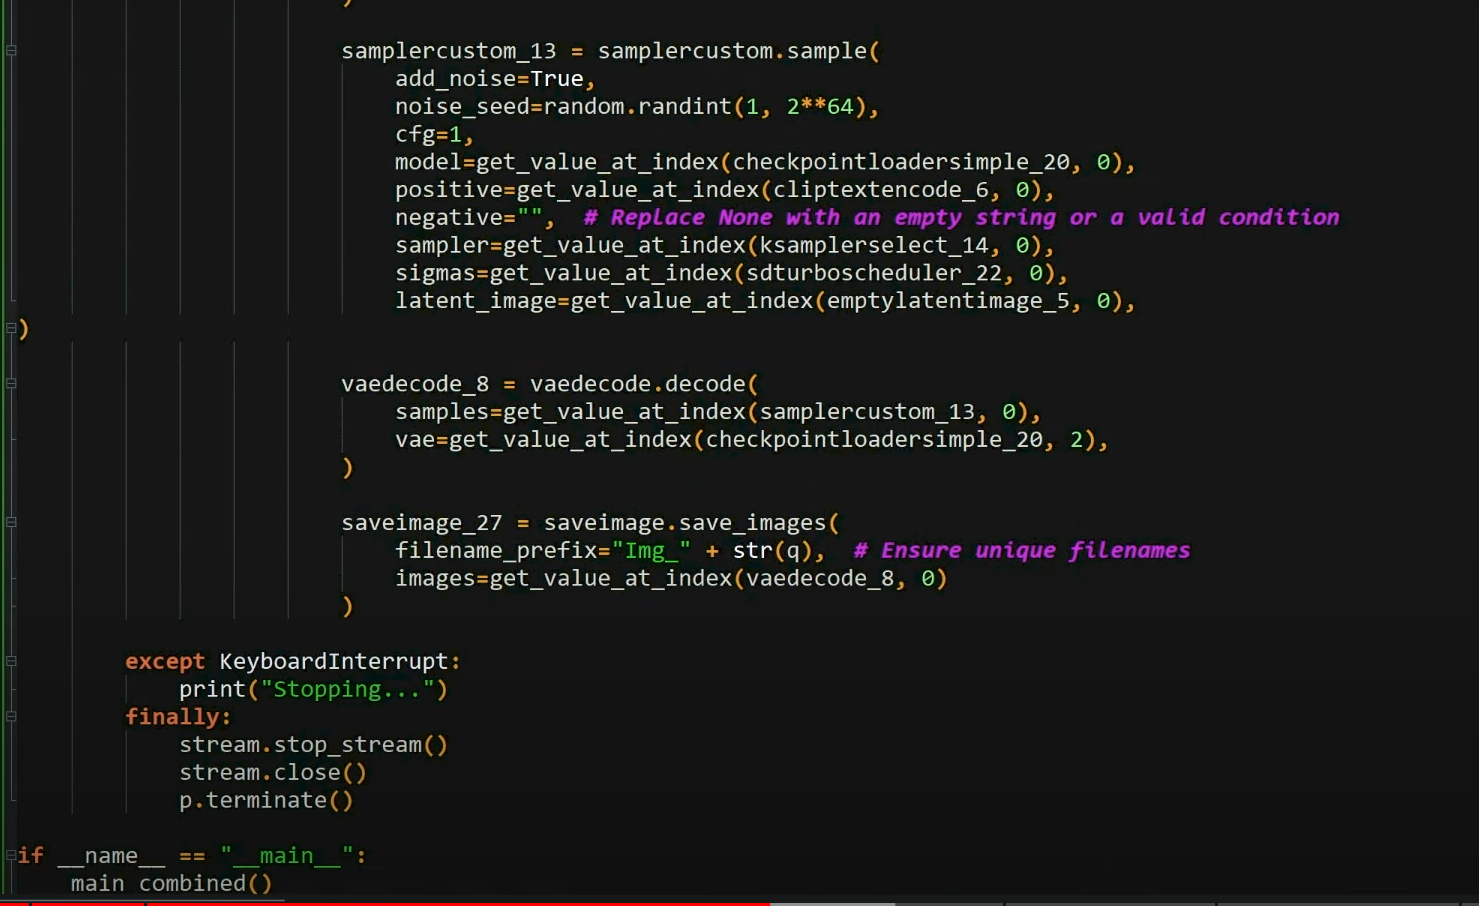 )
samplercustom_13 = samplercustom.sample(
add_noise=True,
noise_seed=random.randint(1, 2**64),
cfg=1,
model=get_value_at_index(checkpointloadersimple_20, 0),
positive=get_value_at_index(cliptextencode_6, 0),
negative="",  # Replace None with an empty string or a valid condition
sampler=get_value_at_index(ksamplerselect_14, 0),
sigmas=get_value_at_index(sdturboscheduler_22, 0),
latent_image=get_value_at_index(emptylatentimage_5, 0),
)
vaedecode_8 = vaedecode.decode(
samples=get_value_at_index(samplercustom_13, 0),
vae=get_value_at_index(checkpointloadersimple_20, 2),
)
saveimage_27 = saveimage.save_images(
filename_prefix="Img_" + str(q),  # Ensure unique filenames
images=get_value_at_index(vaedecode_8, 0)
)
except KeyboardInterrupt:
print("Stopping...")
finally:
stream.stop_stream()
stream.close()
p.terminate()
if __name__ == "__main__":
main_combined()